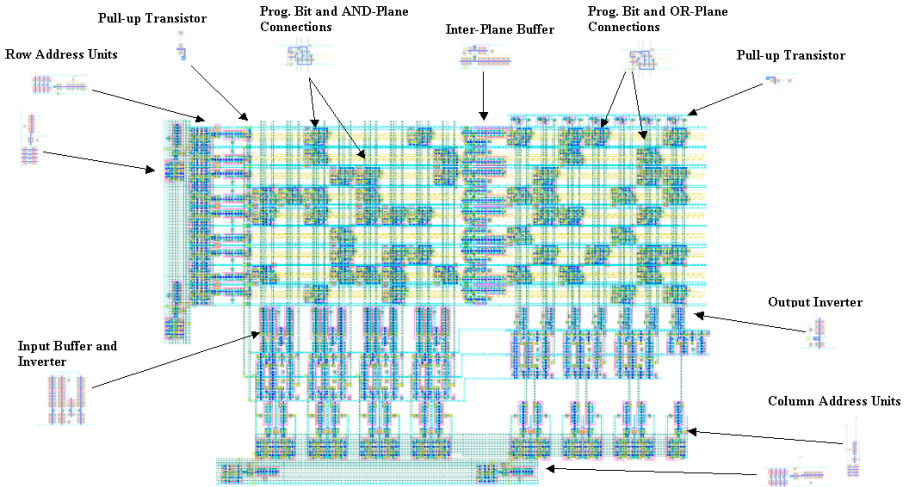 Pull-up Transistor
Prog. Bit and AND-Plane
Connections
Inter-Plane Buffer
Prog. Bit and OR-Plane
Connections
Row Address Units
Pull-up Transistor
Output Inverter
Input Buffer and
Inverter
Column Address Units